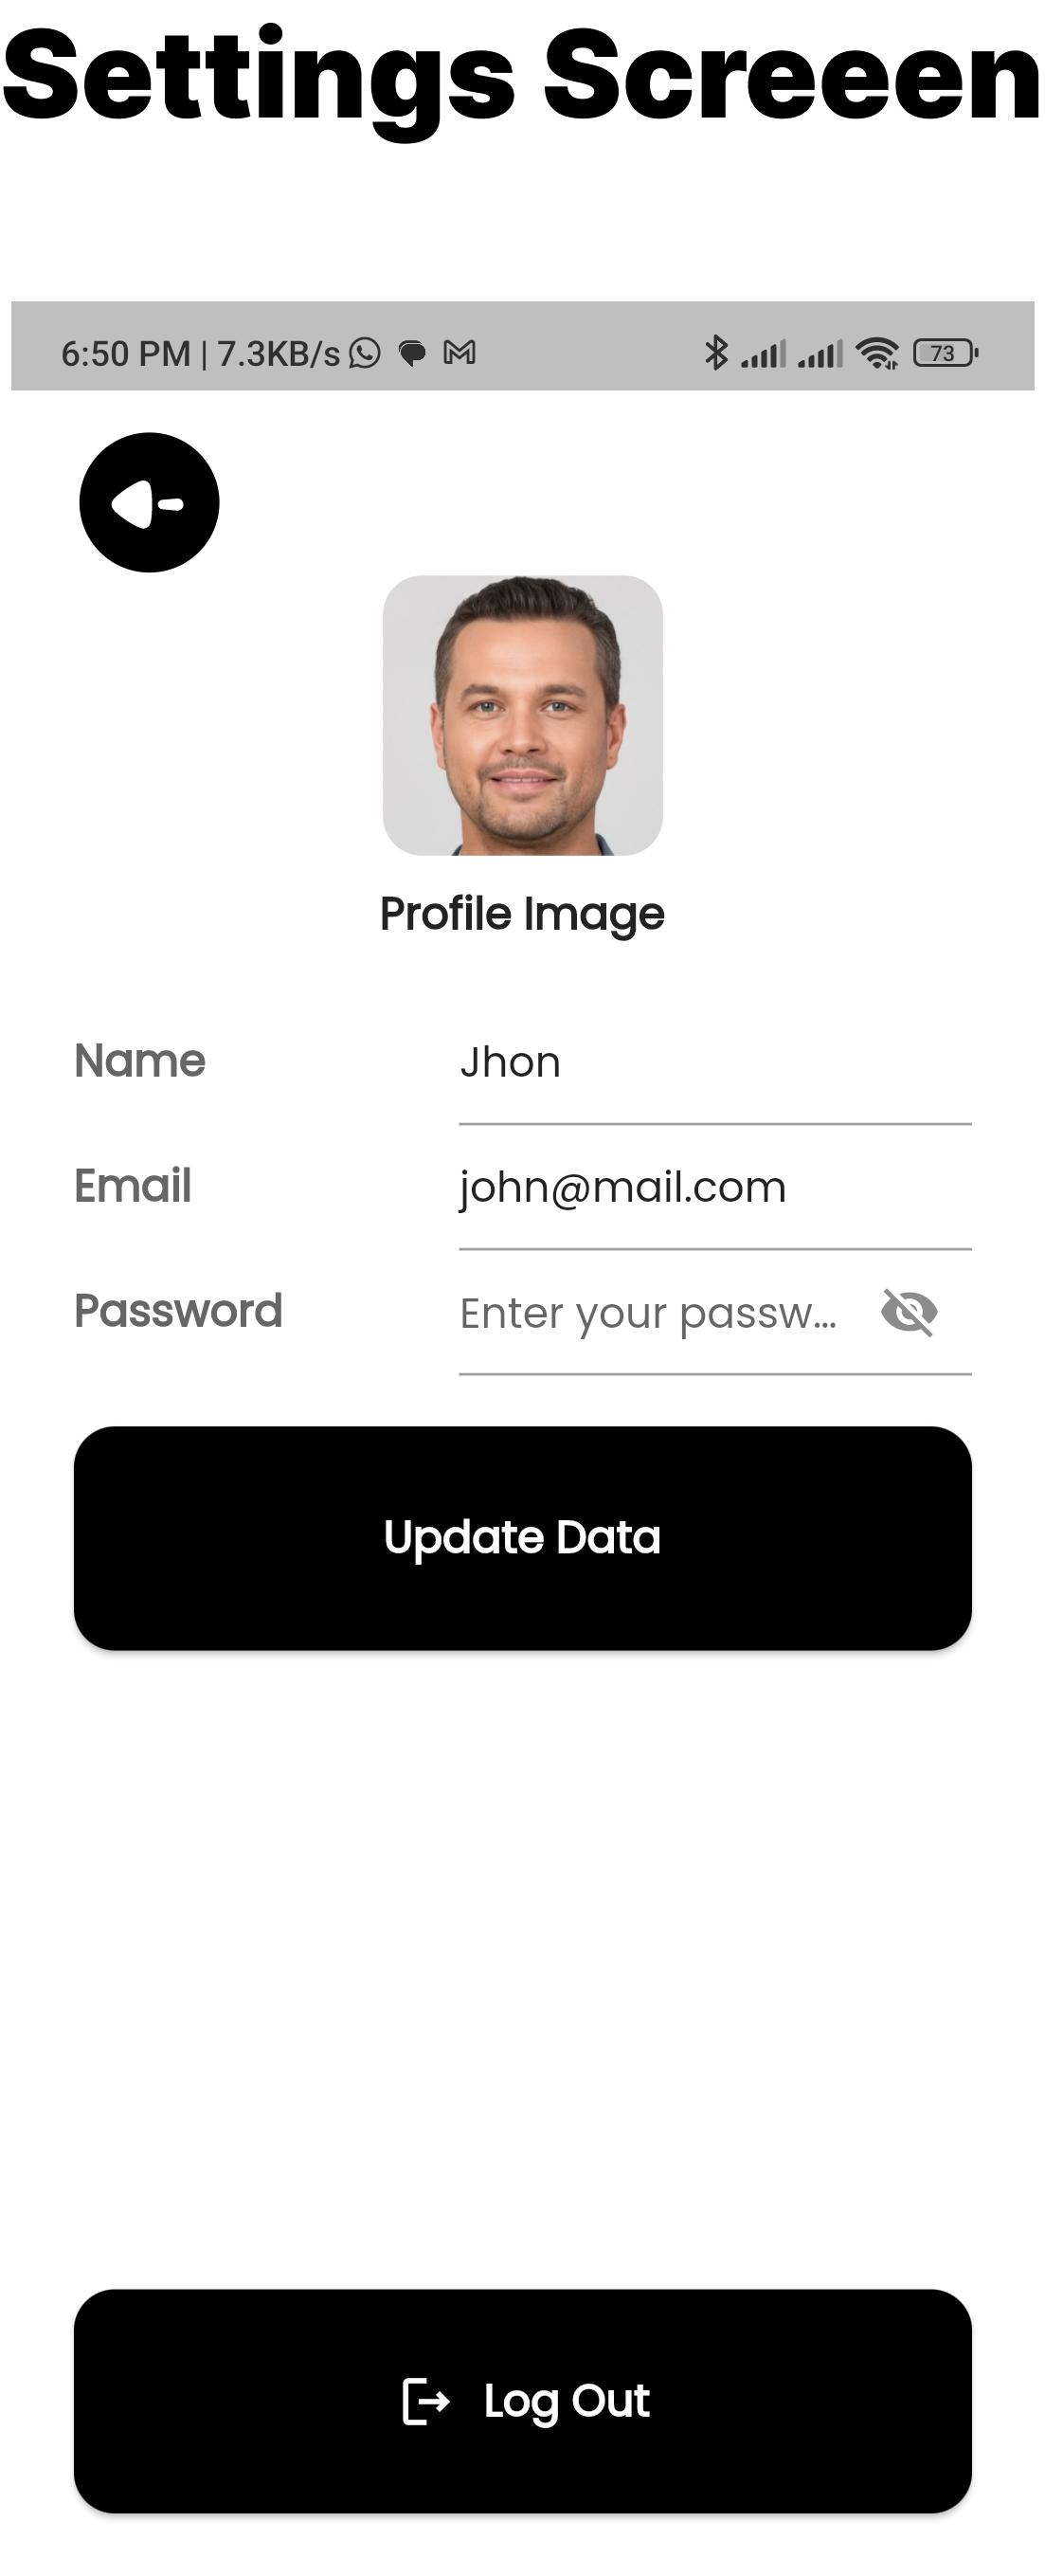 Settings Screeen
6:50 PM | 7.3KB/s 73
Profile Image
Name Jhon
Email john@mail.com
Password Enter your passw...
Update Data
Log Out